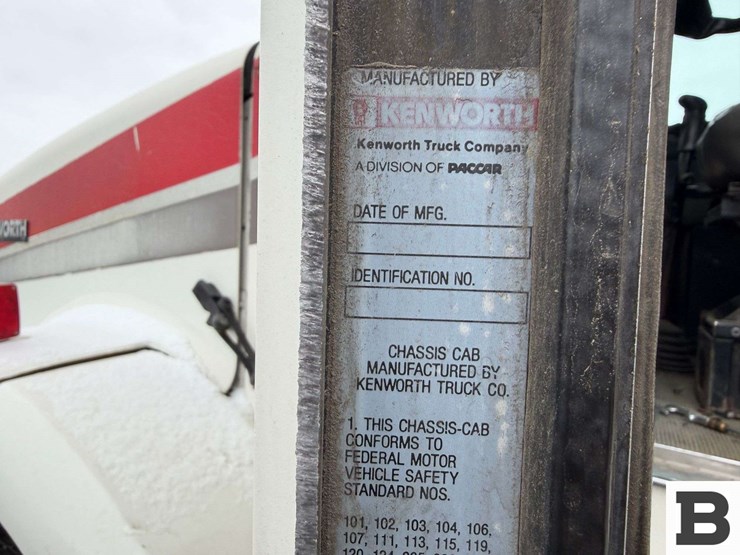 MANUFACTURED BY
KENWORTH
Kenworth Truck Company
A DIVISION OF PACCAR
DATE OF MFG.
IDENTIFICATION NO.
CHASSIS CAB
MANUFACTURED BY
KENWORTH TRUCK CO.
1. THIS CHASSIS-CAB
CONFORMS TO
FEDERAL MOTOR
VEHICLE SAFETY
STANDARD NOS.
101, 102, 103, 104, 106,
107, 111, 113, 115, 119,
B